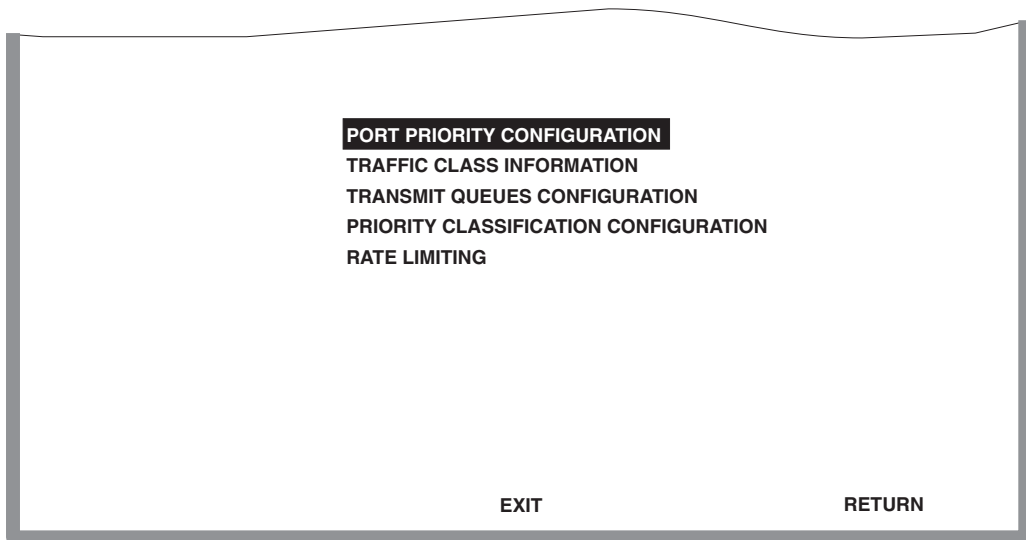 PORT PRIORITY CONFIGURATION
TRAFFIC CLASS INFORMATION
TRANSMIT QUEUES CONFIGURATION
PRIORITY CLASSIFICATION CONFIGURATION
RATE LIMITING
EXIT RETURN